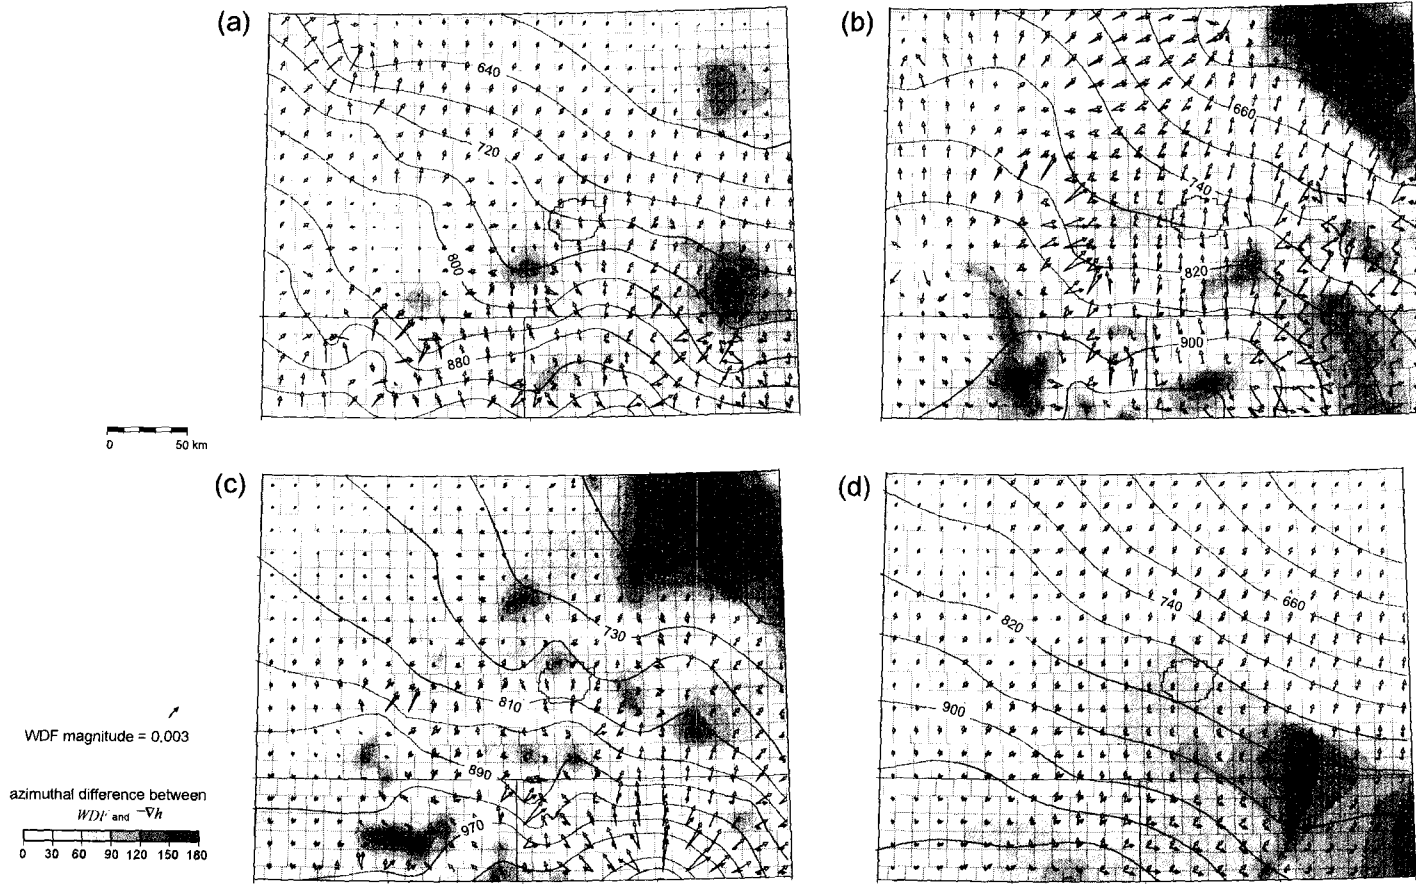 (a)
640
720
800
880
(b)
660
740
820
900
0 50 km
(c)
730
810
890
970
(d)
660
740
820
900
WDF magnitude = 0.003
azimuthal difference between
WDF and −∇h
0 30 60 90 120 150 180